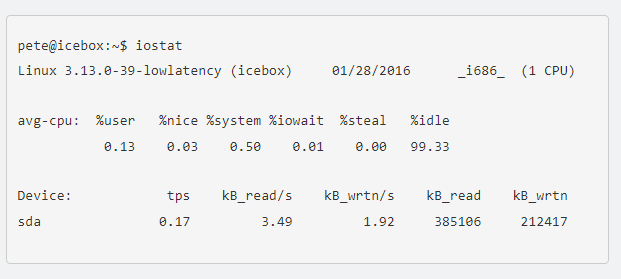 pete@icebox:~$ iostat
Linux 3.13.0-39-lowlatency (icebox)     01/28/2016      _i686_  (1 CPU)
avg-cpu:  %user   %nice %system %iowait  %steal   %idle
           0.13    0.03    0.50    0.01    0.00   99.33
Device:            tps    kB_read/s    kB_wrtn/s    kB_read    kB_wrtn
sda               0.17         3.49         1.92     385106     212417